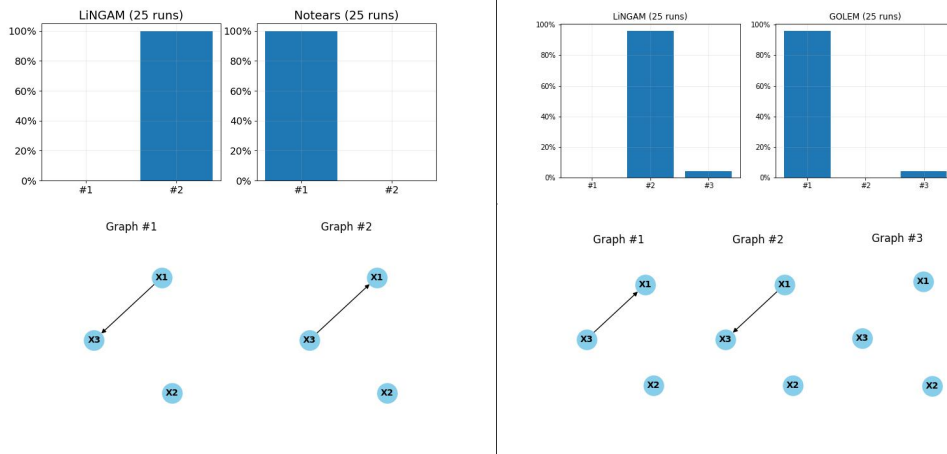 LiNGAM (25 runs)
100%
80%
60%
40%
20%
0%
#1 #2
Notears (25 runs)
100%
80%
60%
40%
20%
0%
#1 #2
Graph #1
X1
X3
X2
Graph #2
X1
X3
X2
LiNGAM (25 runs)
100%
80%
60%
40%
20%
0%
#1 #2 #3
GOLEM (25 runs)
100%
80%
60%
40%
20%
0%
#1 #2 #3
Graph #1
X1
X3
X2
Graph #2
X1
X3
X2
Graph #3
X1
X3
X2